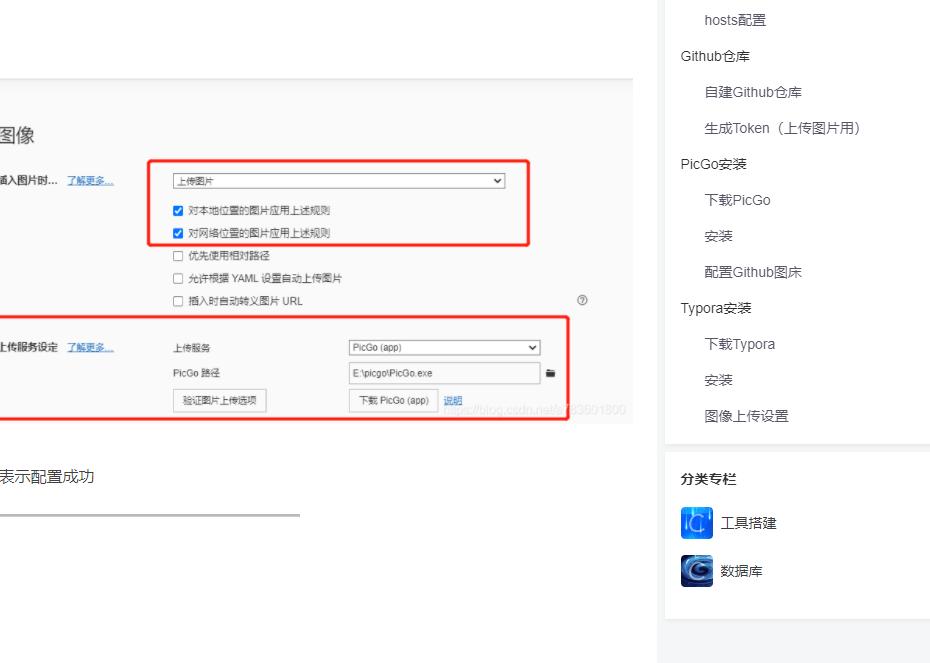 图像
插入图片时... 了解更多...
上传图片
对本地位置的图片应用上述规则
对网络位置的图片应用上述规则
优先使用相对路径
允许根据 YAML 设置自动上传图片
插入时自动转义图片 URL
上传服务设定 了解更多...
上传服务 PicGo (app)
PicGo 路径 E:\picgo\PicGo.exe
验证图片上传选项 下载 PicGo (app) 说明
表示配置成功
hosts配置
Github仓库
自建Github仓库
生成Token（上传图片用）
PicGo安装
下载PicGo
安装
配置Github图床
Typora安装
下载Typora
安装
图像上传设置
分类专栏
工具搭建
数据库